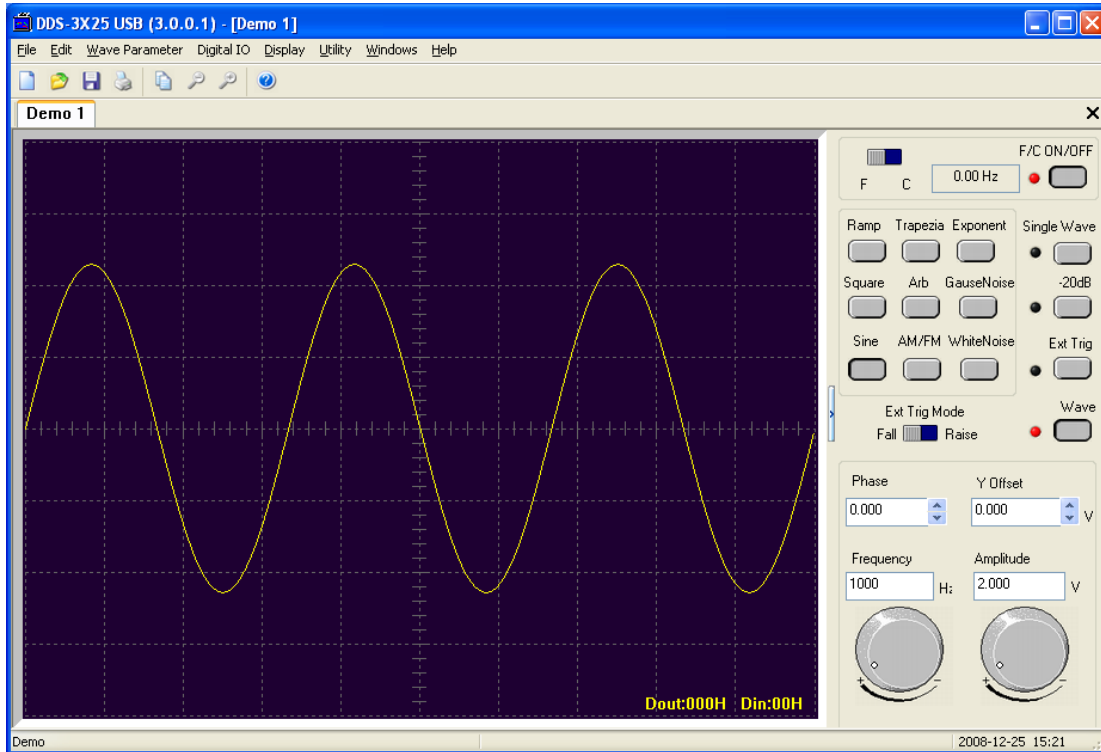 DDS-3X25 USB (3.0.0.1) - [Demo 1]
File Edit Wave Parameter Digital IO Display Utility Windows Help
Demo 1
F/C ON/OFF
F C 0.00 Hz
Ramp Trapezia Exponent Single Wave
Square Arb GauseNoise -20dB
Sine AM/FM WhiteNoise Ext Trig
Ext Trig Mode Wave
Fall Raise
Phase Y Offset
0.000 0.000 V
Frequency Amplitude
1000 Hz 2.000 V
+ - + -
Dout:000H Din:00H
Demo 2008-12-25 15:21